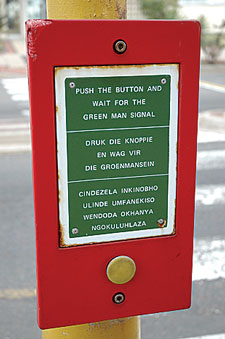 PUSH THE BUTTON AND
WAIT FOR THE
GREEN MAN SIGNAL
DRUK DIE KNOPPIE
EN WAG VIR
DIE GROENMANSEIN
CINDEZELA INKINOBHO
ULINDE UMFANEKISO
WENDODA OKHANYA
NGOKULUHLAZA